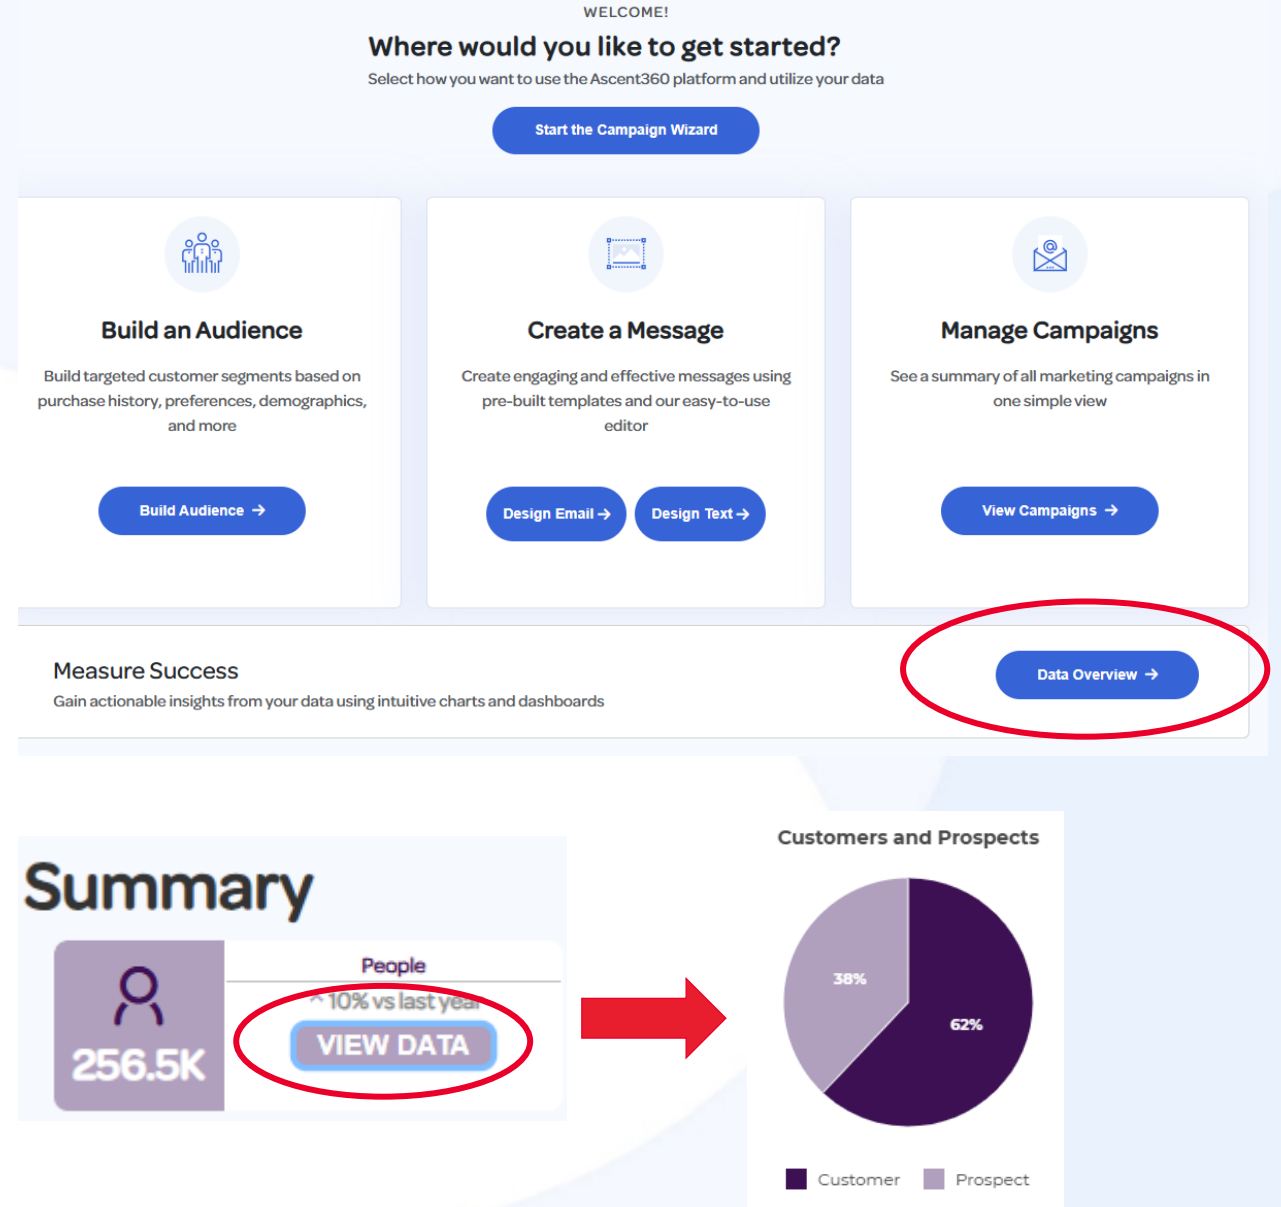 WELCOME!
Where would you like to get started?
Select how you want to use the Ascent360 platform and utilize your data
Start the Campaign Wizard
Build an Audience
Build targeted customer segments based on
purchase history, preferences, demographics,
and more
Build Audience →
Create a Message
Create engaging and effective messages using
pre-built templates and our easy-to-use
editor
Design Email →
Design Text →
Manage Campaigns
See a summary of all marketing campaigns in
one simple view
View Campaigns →
Measure Success
Gain actionable insights from your data using intuitive charts and dashboards
Data Overview →
Summary
256.5K
People
^ 10% vs last year
VIEW DATA
Customers and Prospects
38%
62%
Customer
Prospect